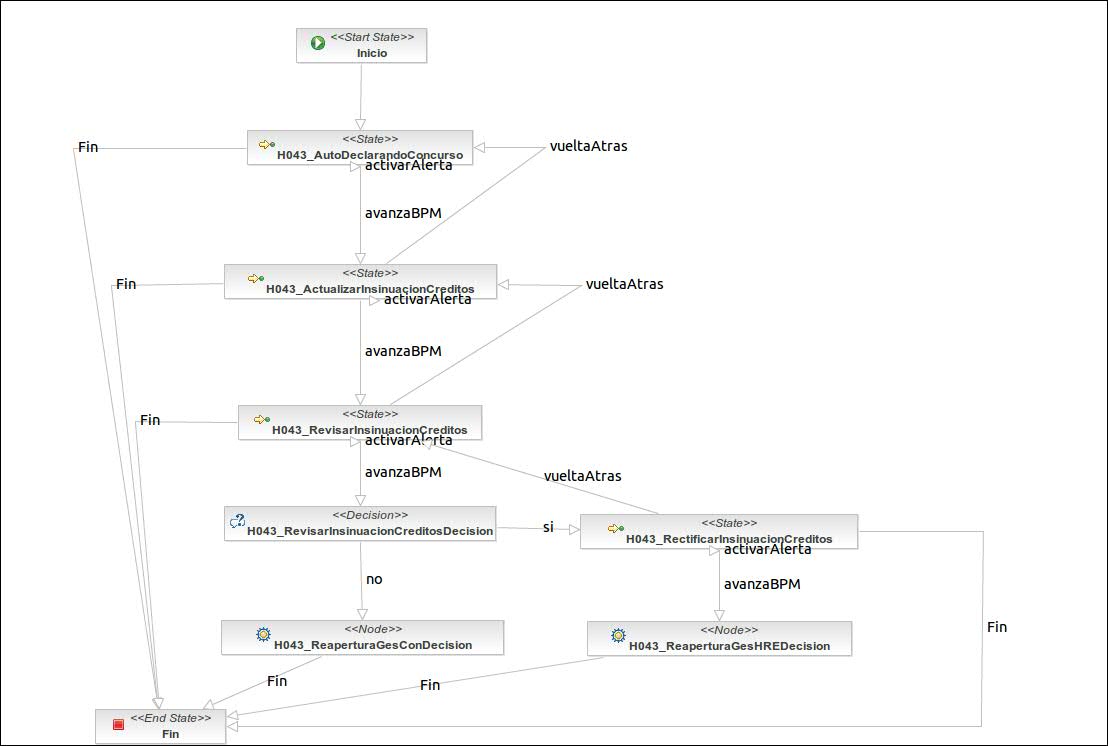 <<Start State>>
Inicio
Fin
<<State>>
H043_AutoDeclarandoConcurso
vueltaAtras
activarAlerta
avanzaBPM
Fin
<<State>>
H043_ActualizarInsinuacionCreditos
vueltaAtras
activarAlerta
avanzaBPM
Fin
<<State>>
H043_RevisarInsinuacionCreditos
activarAlerta
avanzaBPM
vueltaAtras
<<Decision>>
H043_RevisarInsinuacionCreditosDecision
si
<<State>>
H043_RectificarInsinuacionCreditos
activarAlerta
no
avanzaBPM
<<Node>>
H043_ReaperturaGesConDecision
<<Node>>
H043_ReaperturaGesHREDecision
Fin
Fin
Fin
<<End State>>
Fin